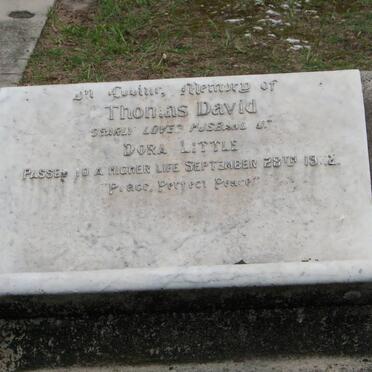 In Loving Memory of
Thomas David
Dearly Loved Husband of
Dora Little
Passed to a Higher Life September 28th
"Peace, Perfect Peace"